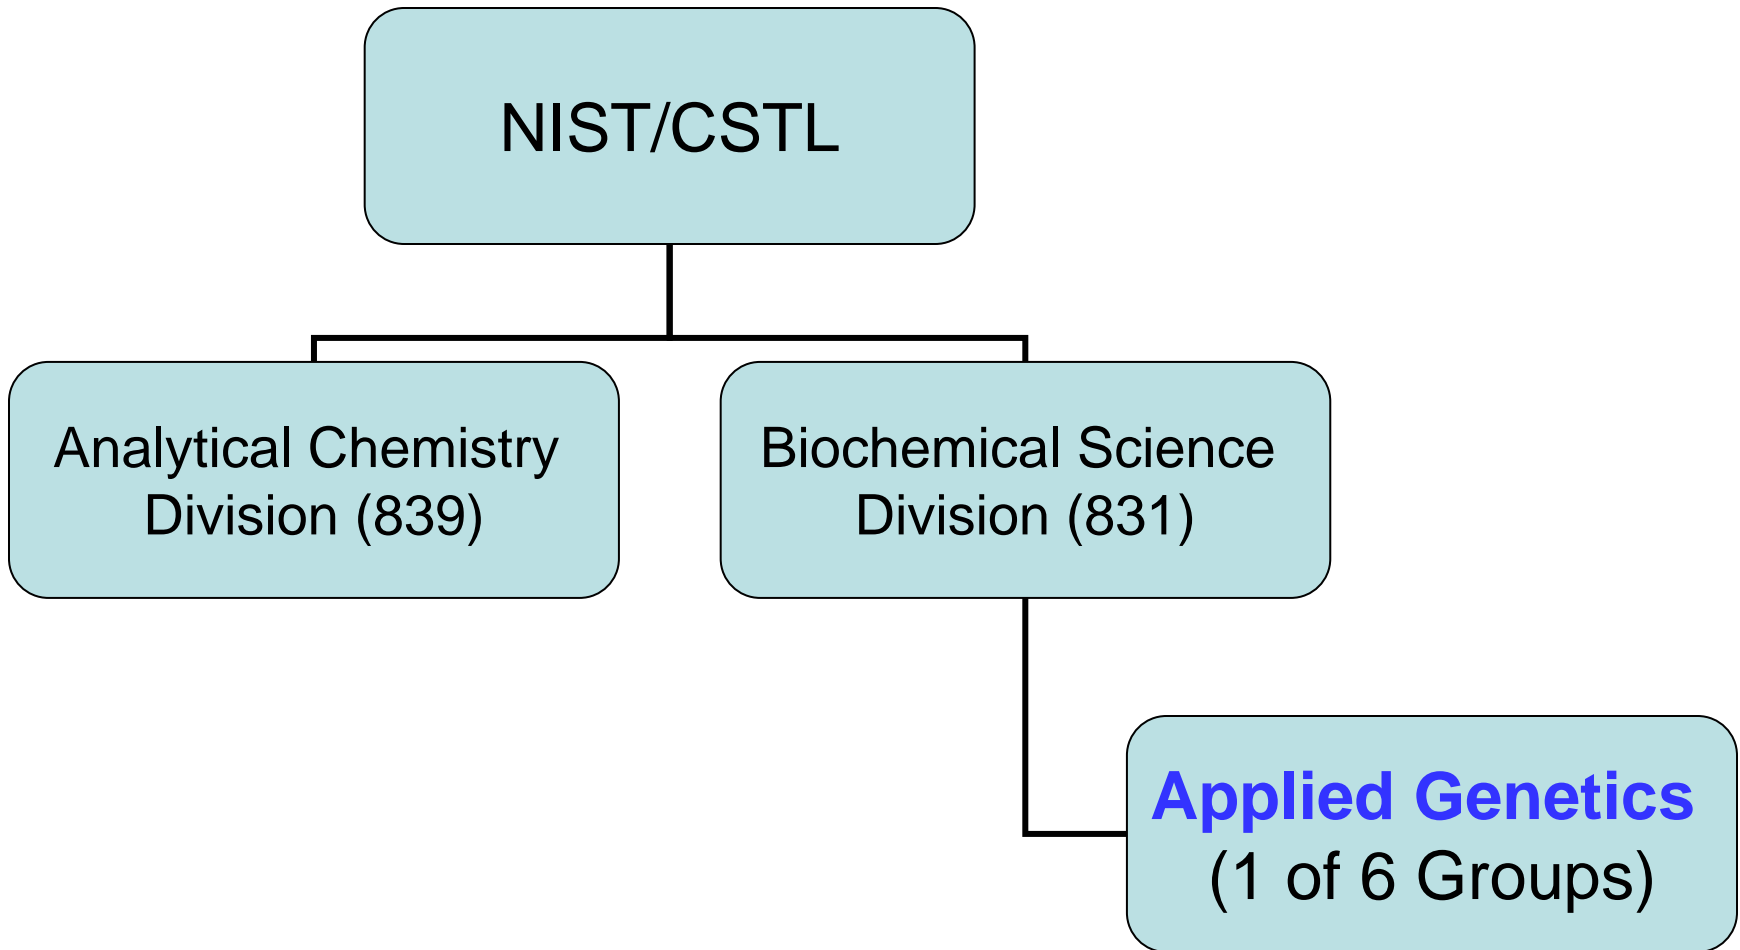 NIST/CSTL
Analytical Chemistry
Division (839)
Biochemical Science
Division (831)
Applied Genetics
(1 of 6 Groups)